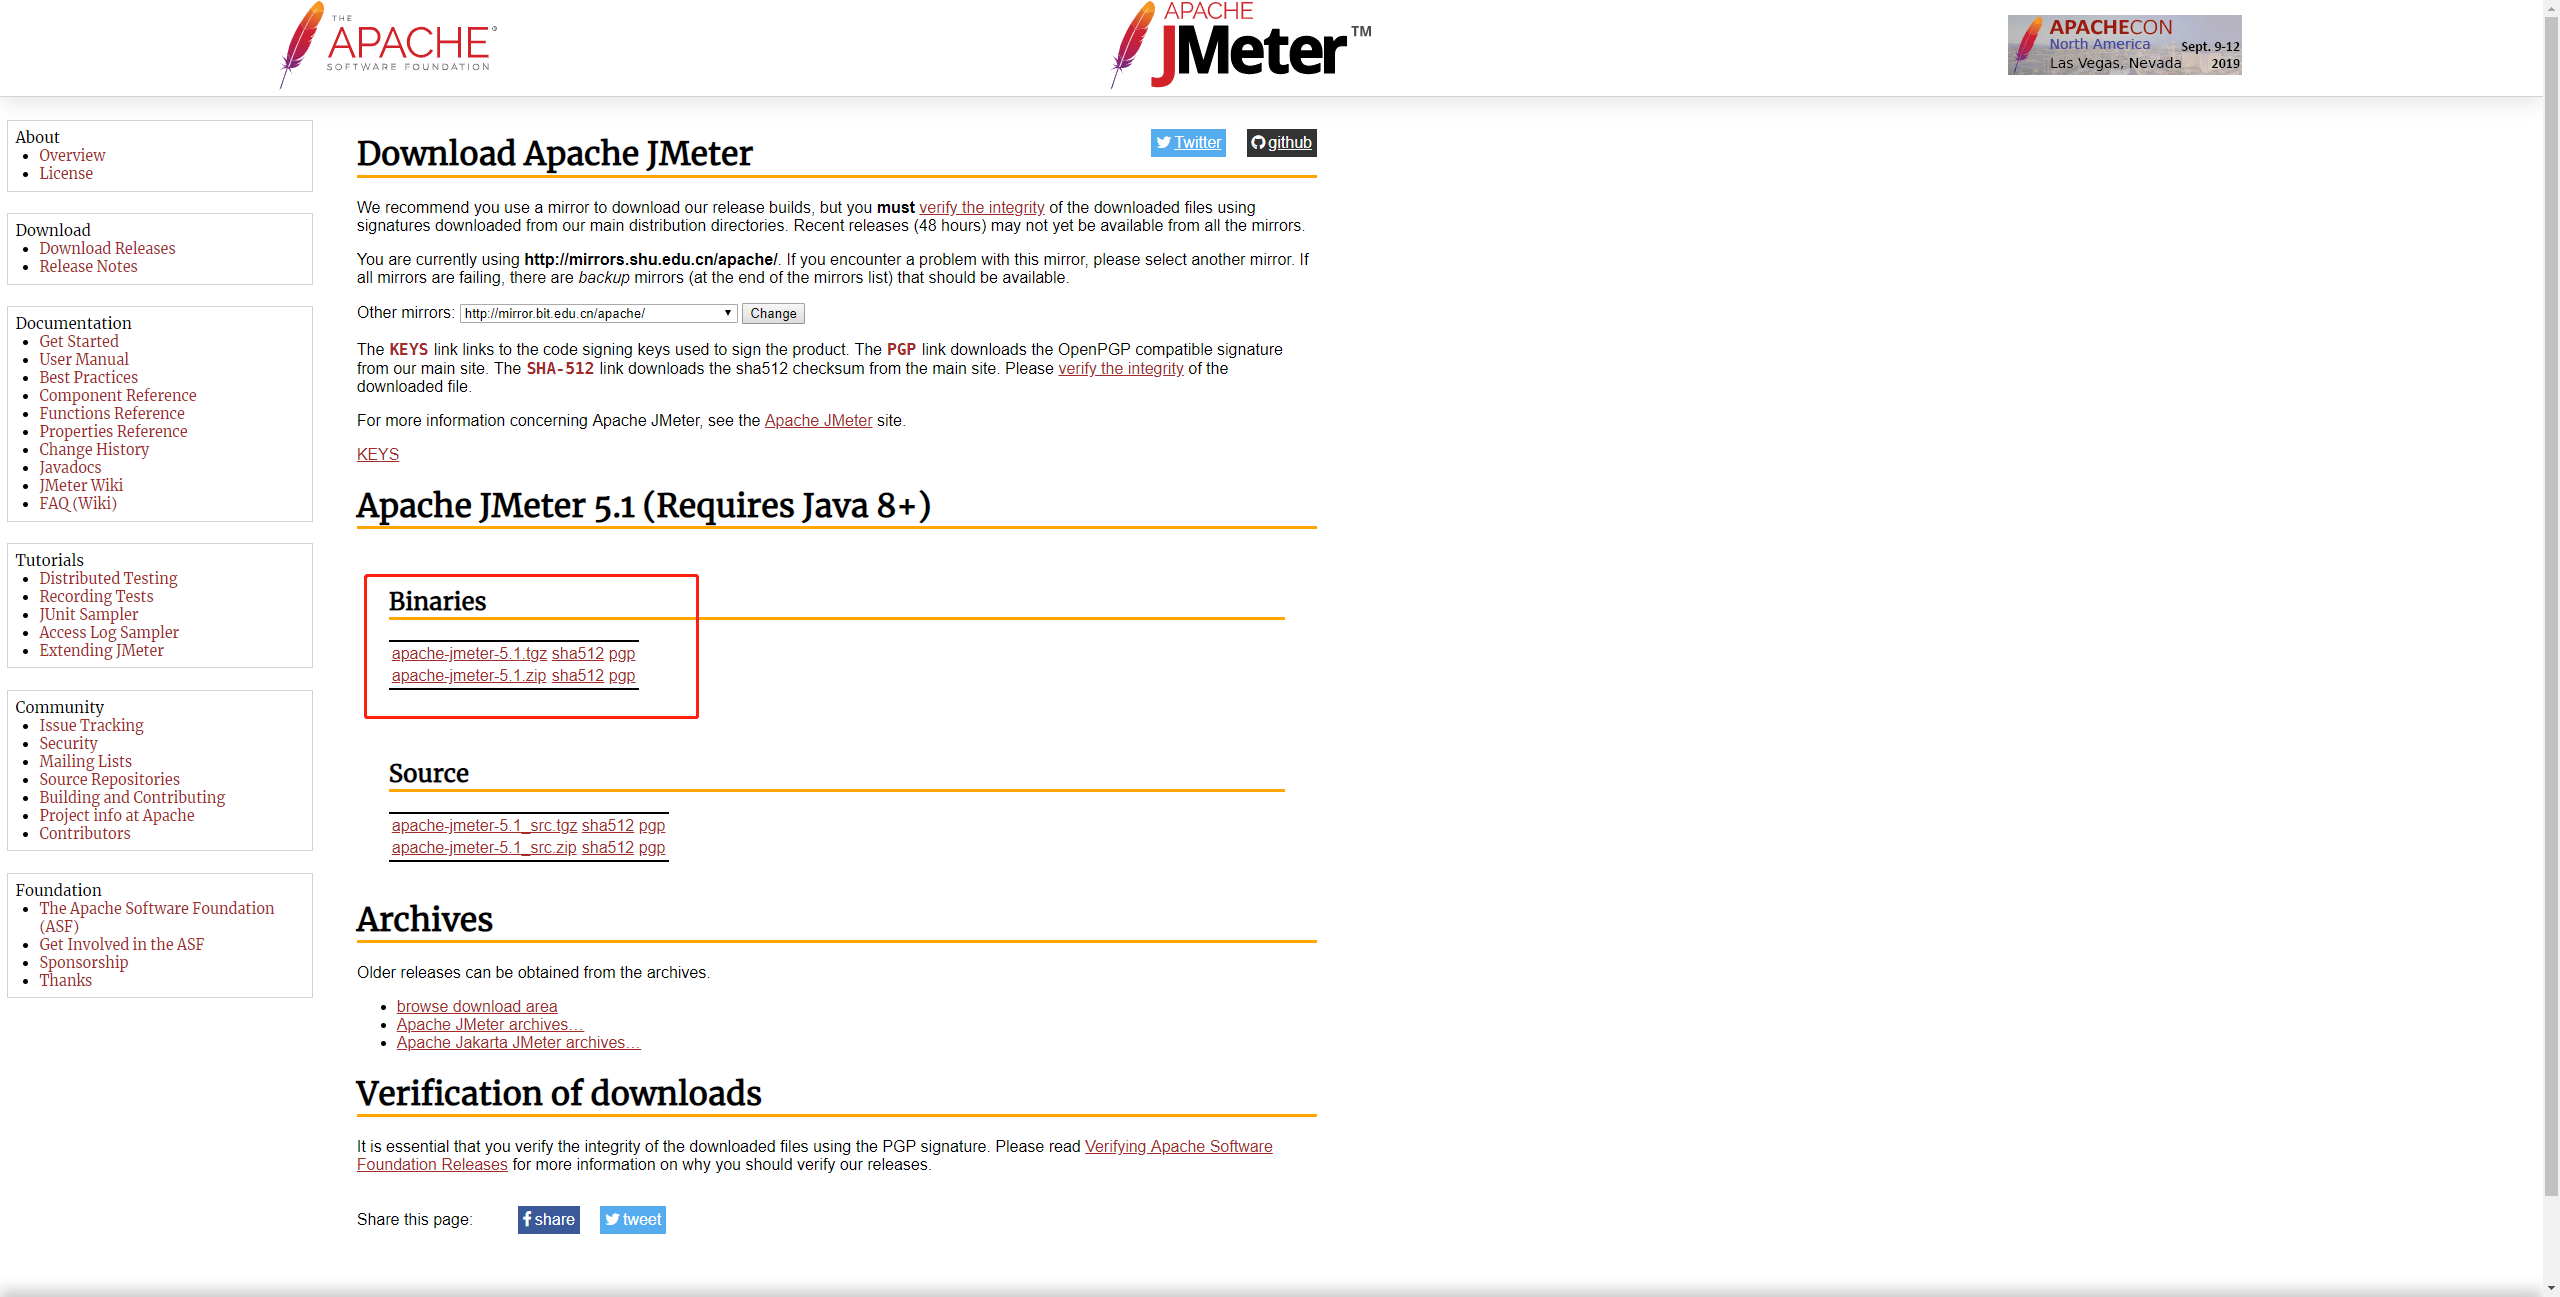 THE
APACHE
SOFTWARE FOUNDATION
APACHE
JMeter™
APACHECON
North America
Sept. 9-12
Las Vegas, Nevada
2019
About
Overview
License
Download
Download Releases
Release Notes
Documentation
Get Started
User Manual
Best Practices
Component Reference
Functions Reference
Properties Reference
Change History
Javadocs
JMeter Wiki
FAQ (Wiki)
Tutorials
Distributed Testing
Recording Tests
JUnit Sampler
Access Log Sampler
Extending JMeter
Community
Issue Tracking
Security
Mailing Lists
Source Repositories
Building and Contributing
Project info at Apache
Contributors
Foundation
The Apache Software Foundation
(ASF)
Get Involved in the ASF
Sponsorship
Thanks
Twitter
github
Download Apache JMeter
We recommend you use a mirror to download our release builds, but you must verify the integrity of the downloaded files using
signatures downloaded from our main distribution directories. Recent releases (48 hours) may not yet be available from all the mirrors.
You are currently using http://mirrors.shu.edu.cn/apache/. If you encounter a problem with this mirror, please select another mirror. If
all mirrors are failing, there are backup mirrors (at the end of the mirrors list) that should be available.
Other mirrors: http://mirror.bit.edu.cn/apache/ Change
The KEYS link links to the code signing keys used to sign the product. The PGP link downloads the OpenPGP compatible signature
from our main site. The SHA-512 link downloads the sha512 checksum from the main site. Please verify the integrity of the
downloaded file.
For more information concerning Apache JMeter, see the Apache JMeter site.
KEYS
Apache JMeter 5.1 (Requires Java 8+)
Binaries
apache-jmeter-5.1.tgz sha512 pgp
apache-jmeter-5.1.zip sha512 pgp
Source
apache-jmeter-5.1_src.tgz sha512 pgp
apache-jmeter-5.1_src.zip sha512 pgp
Archives
Older releases can be obtained from the archives.
browse download area
Apache JMeter archives…
Apache Jakarta JMeter archives…
Verification of downloads
It is essential that you verify the integrity of the downloaded files using the PGP signature. Please read Verifying Apache Software
Foundation Releases for more information on why you should verify our releases.
Share this page: share tweet